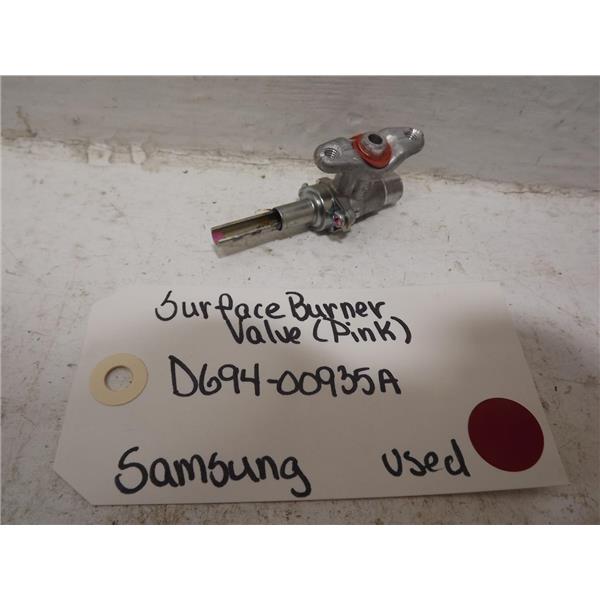 Surface Burner
Valve (Pink)
DG94-00935A
Samsung used